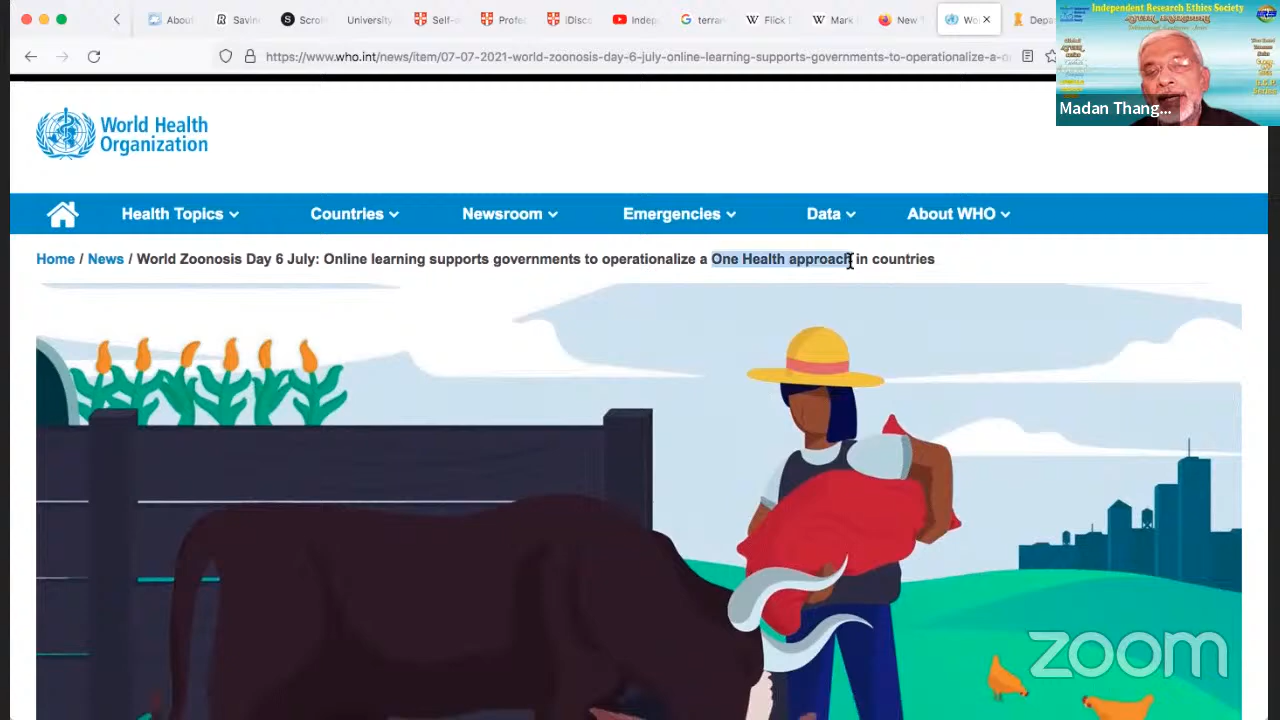 About
Savin
Scro
University
Self-
Profe
iDisc
Indep
terran
Flick
Mark
New T
Wo
Depa
https://www.who.int/news/item/07-07-2021-world-zoonosis-day-6-july-online-learning-supports-governments-to-operationalize-a-o
Independent Research Ethics Society
Madan Thang...
World Health
Organization
Health Topics
Countries
Newsroom
Emergencies
Data
About WHO
Home / News / World Zoonosis Day 6 July: Online learning supports governments to operationalize a One Health approach in countries
zoom